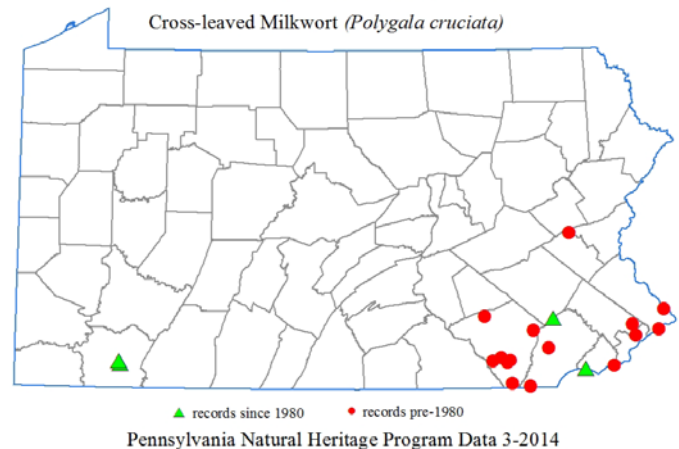 Cross-leaved Milkwort (Polygala cruciata)
records since 1980 records pre-1980
Pennsylvania Natural Heritage Program Data 3-2014